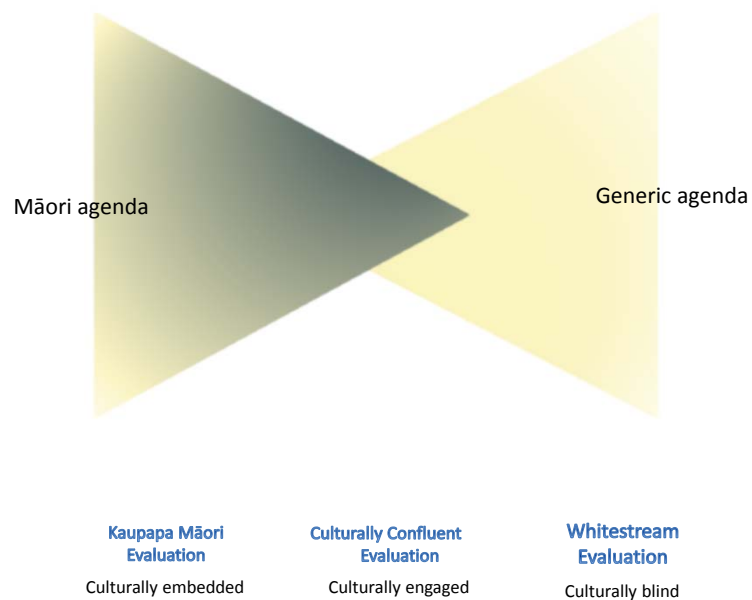 Māori agenda
Generic agenda
Kaupapa Māori
Evaluation
Culturally embedded
Culturally Confluent
Evaluation
Culturally engaged
Whitestream
Evaluation
Culturally blind